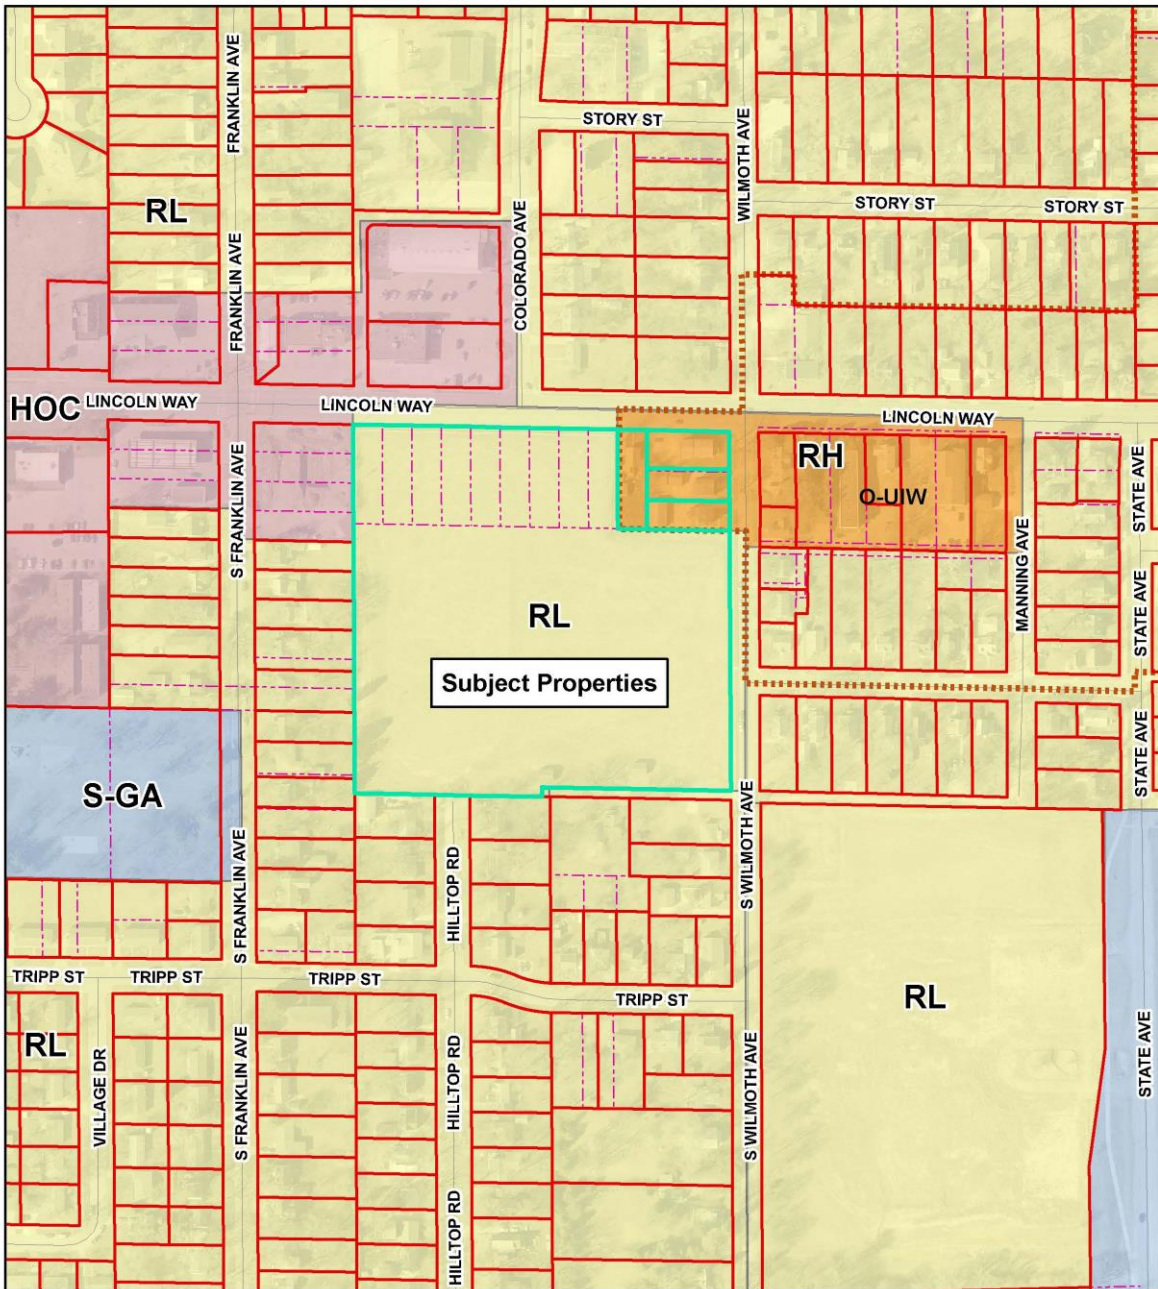 FRANKLIN AVE
STORY ST
WILMOTH AVE
RL
STORY ST
STORY ST
FRANKLIN AVE
COLORADO AVE
HOC
LINCOLN WAY
LINCOLN WAY
LINCOLN WAY
RH
O-UIW
S FRANKLIN AVE
STATE AVE
MANNING AVE
RL
STATE AVE
Subject Properties
STATE AVE
S-GA
S WILMOTH AVE
S FRANKLIN AVE
HILLTOP RD
TRIPP ST
TRIPP ST
TRIPP ST
TRIPP ST
RL
RL
VILLAGE DR
S FRANKLIN AVE
HILLTOP RD
S WILMOTH AVE
STATE AVE
HILLTOP RD